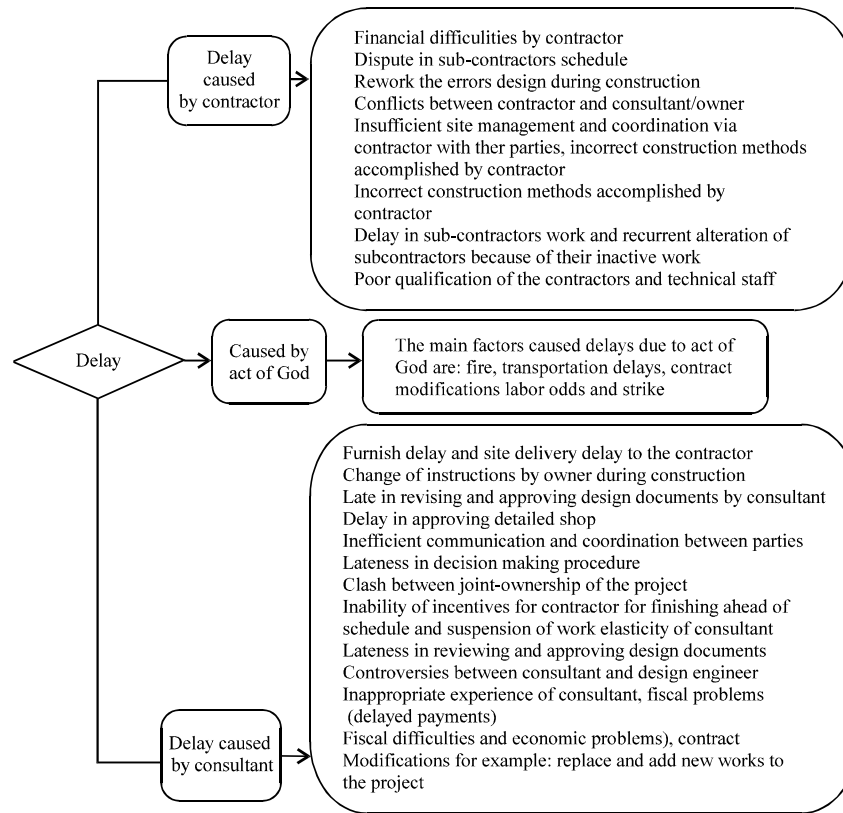 Delay
caused
by contractor
Financial difficulities by contractor
Dispute in sub-contractors schedule
Rework the errors design during construction
Conflicts between contractor and consultant/owner
Insufficient site management and coordination via
contractor with ther parties, incorrect construction methods
accomplished by contractor
Incorrect construction methods accomplished by
contractor
Delay in sub-contractors work and recurrent alteration of
subcontractors because of their inactive work
Poor qualification of the contractors and technical staff
Delay
Caused by
act of God
The main factors caused delays due to act of
God are: fire, transportation delays, contract
modifications labor odds and strike
Delay caused
by consultant
Furnish delay and site delivery delay to the contractor
Change of instructions by owner during construction
Late in revising and approving design documents by consultant
Delay in approving detailed shop
Inefficient communication and coordination between parties
Lateness in decision making procedure
Clash between joint-ownership of the project
Inability of incentives for contractor for finishing ahead of
schedule and suspension of work elasticity of consultant
Lateness in reviewing and approving design documents
Controversies between consultant and design engineer
Inappropriate experience of consultant, fiscal problems
(delayed payments)
Fiscal difficulties and economic problems), contract
Modifications for example: replace and add new works to
the project